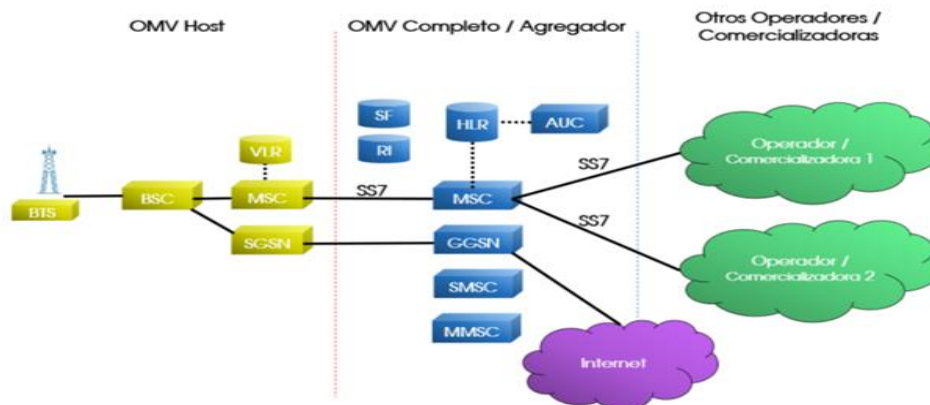 OMV Host
OMV Completo / Agregador
Otros Operadores /
Comercializadoras
SF
RI
HLR
AUC
VLR
BTS
BSC
MSC
SS7
MSC
SS7
SS7
SGSN
GGSN
SMSC
MMSC
Internet
Operador /
Comercializadora 1
Operador /
Comercializadora 2